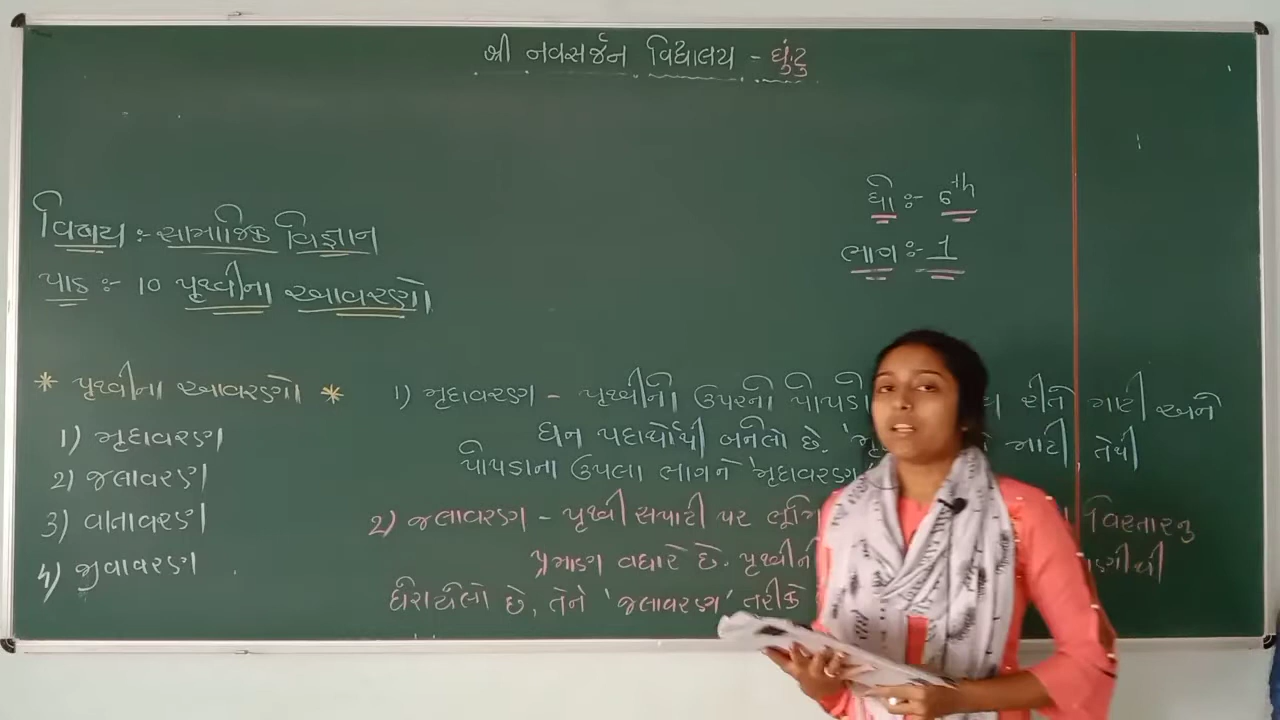 શ્રી નવસર્જન વિદ્યાલય - ઘુંટુ
ધો :- 6th
ભાગ :- 1
વિષય :- સામાજિક વિજ્ઞાન
પાઠ :- 10 પૃથ્વીના આવરણો
* પૃથ્વીના આવરણો *
1) મૃદાવરણ
2) જલાવરણ
3) વાતાવરણ
4) જીવાવરણ
1) મૃદાવરણ - પૃથ્વીની ઉપરની પોપડો રીતે માટી અને
ઘન પદાર્થોથી બનેલો છે. માટી તેથી
પોપડાના ઉપલા ભાગને 'મૃદાવરણ'
2) જલાવરણ - પૃથ્વી સપાટી પર વિસ્તારનુ
પ્રમાણ વધારે છે. પૃથ્વીની
ઘેરાયેલો છે, તેને 'જલાવરણ' તરીકે